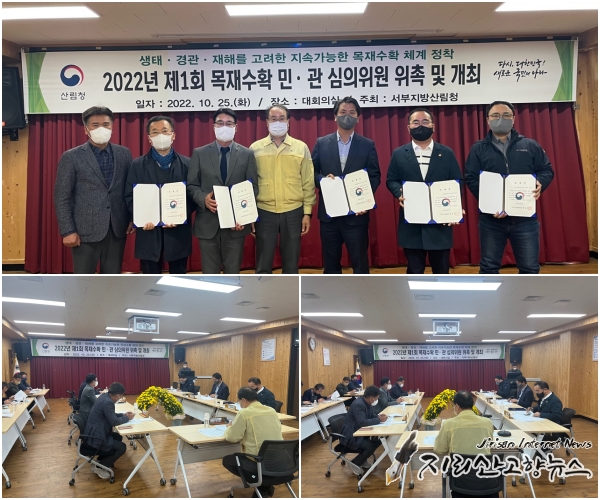 생태·경관·재해를 고려한 지속가능한 목재수확 체계 정착
산림청
2022년 제1회 목재수확 민·관 심의위원 위촉 및 개최
다시, 대한민국!
새로운 국민의 나라
일자 : 2022. 10. 25.(화) / 장소 : 대회의실 / 주최 : 서부지방산림청
2022년 제1회 목재수확 민·관 심의위원 위촉 및 개최
2022년 제1회 목재수확 민·관 심의위원 위촉 및 개최
Jirisan Internet News
지리산고향뉴스